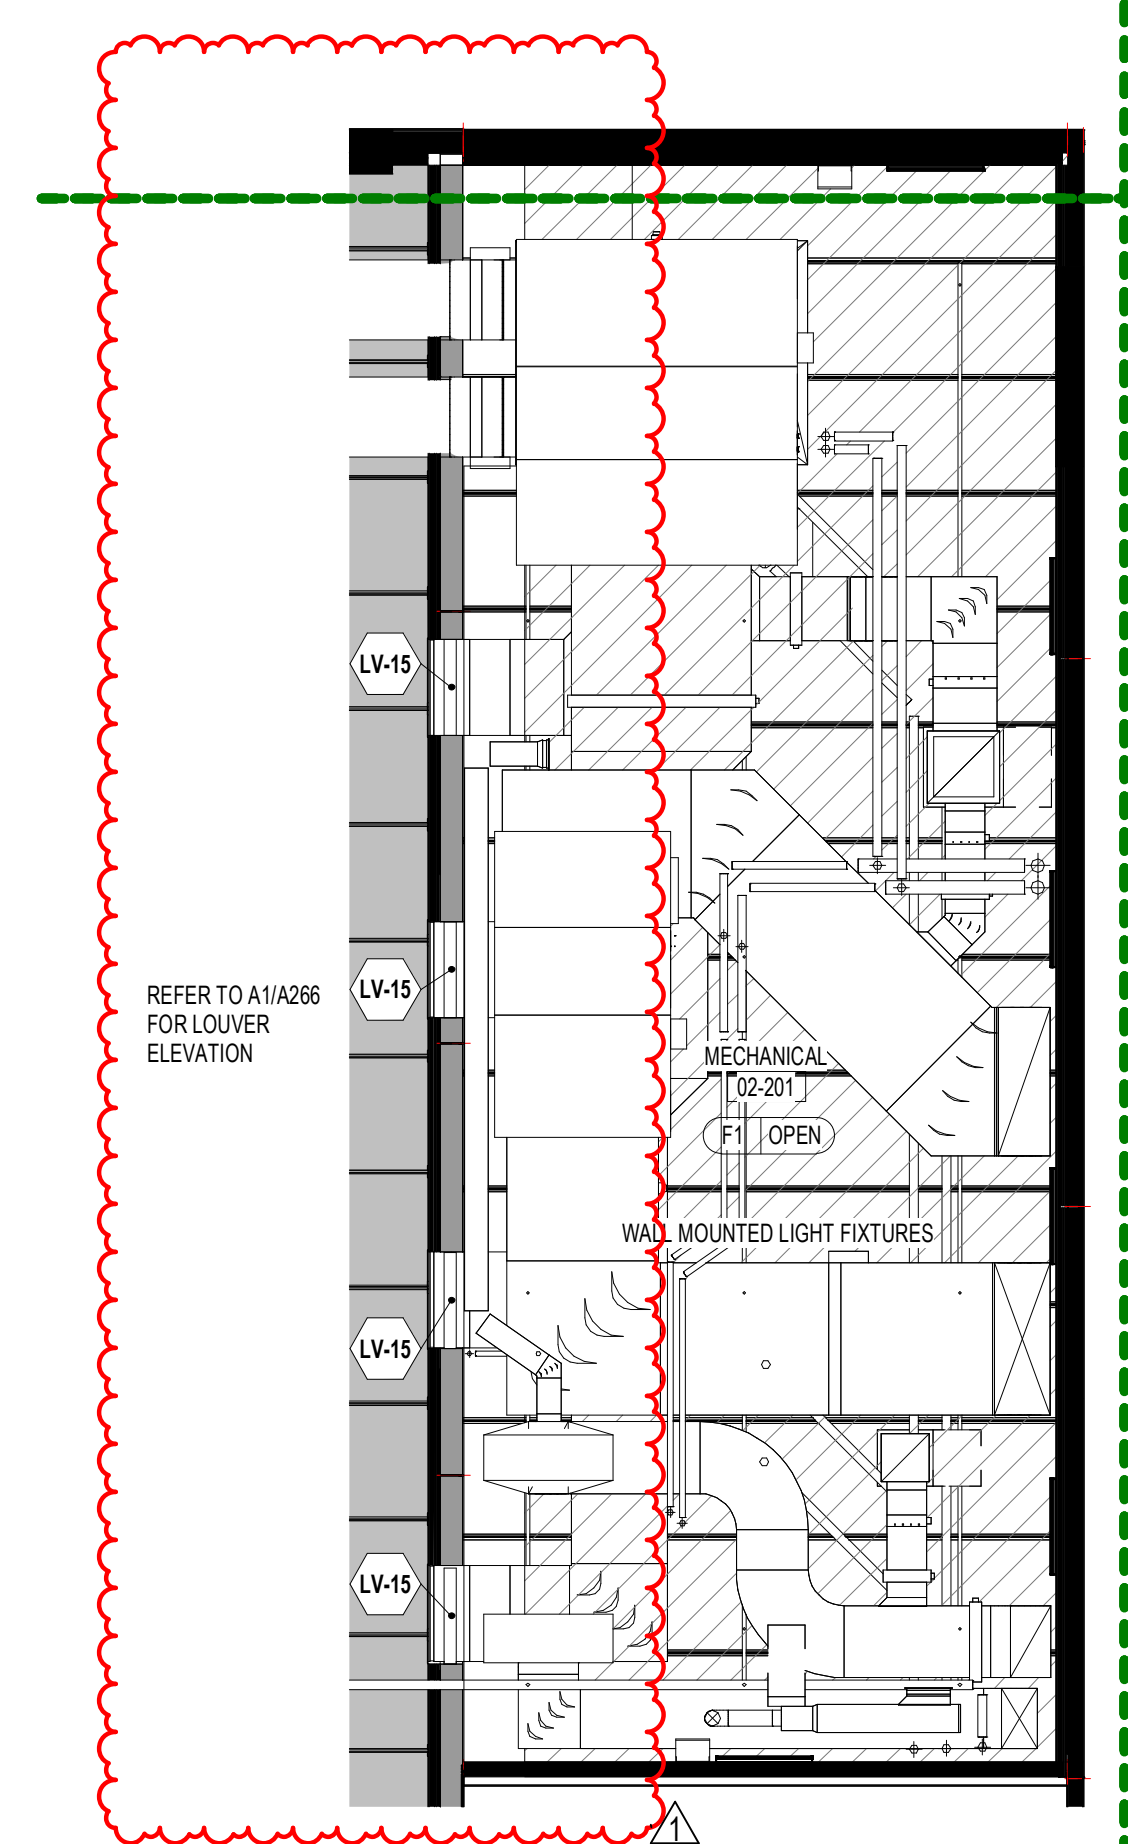 LV-15
LV-15
REFER TO A1/A266
FOR LOUVER
ELEVATION
MECHANICAL
02-201
F1 OPEN
WALL MOUNTED LIGHT FIXTURES
LV-15
LV-15
1